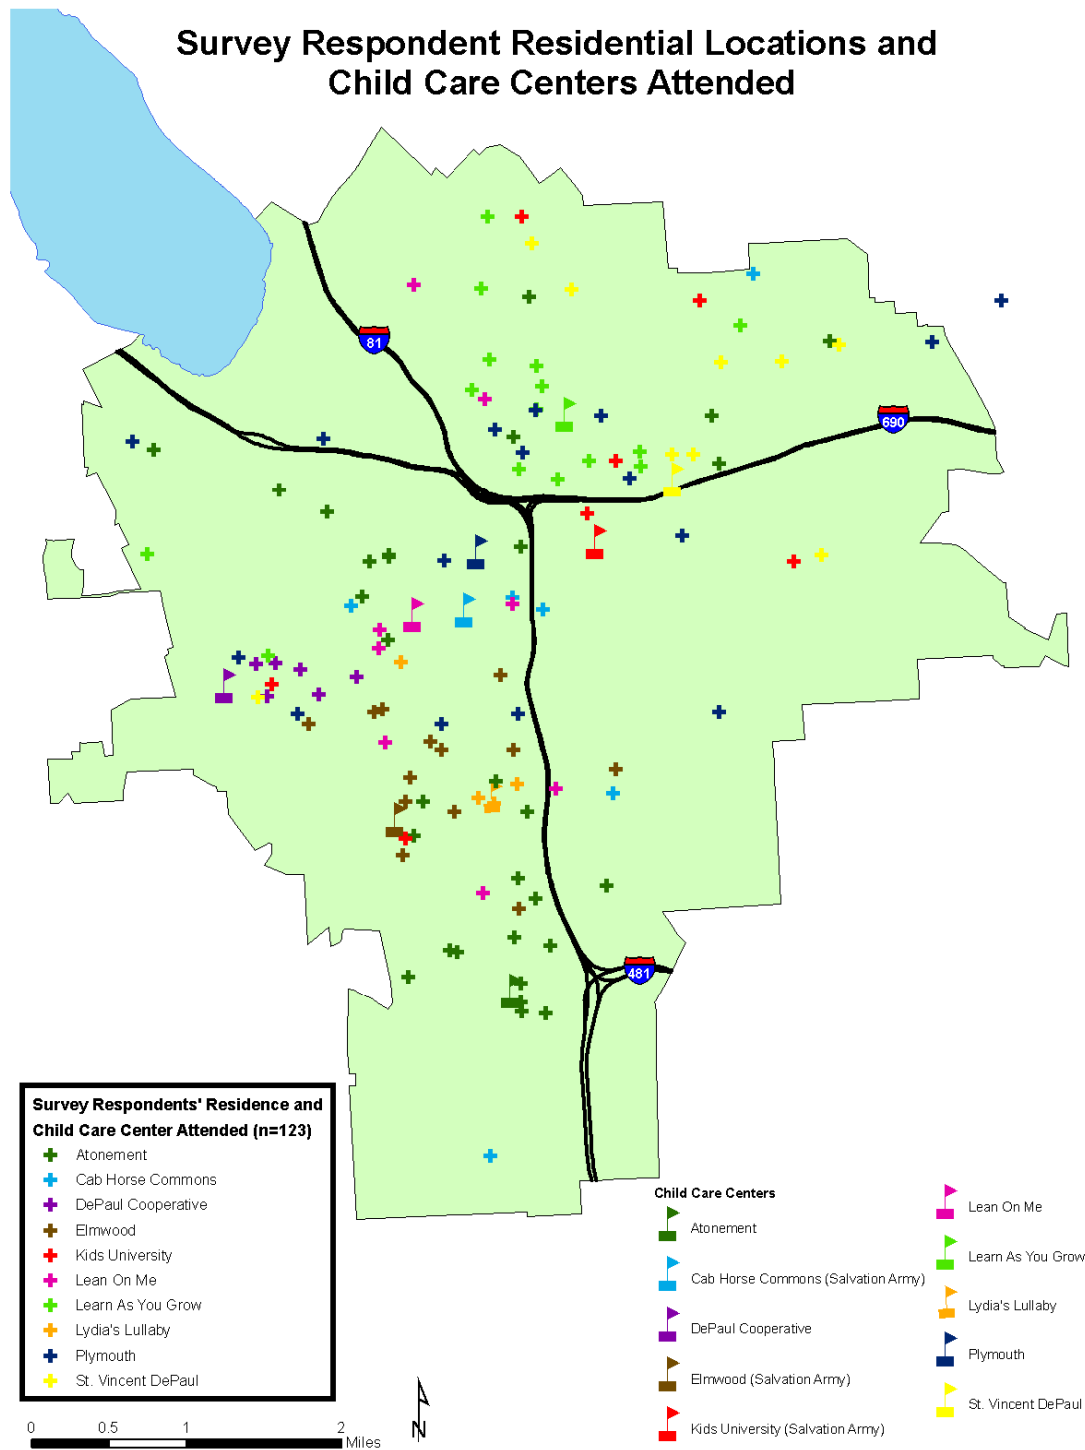 Survey Respondent Residential Locations and
Child Care Centers Attended
81
690
481
Survey Respondents' Residence and
Child Care Center Attended (n=123)
Atonement
Cab Horse Commons
DePaul Cooperative
Elmwood
Kids University
Lean On Me
Learn As You Grow
Lydia's Lullaby
Plymouth
St. Vincent DePaul
0 0.5 1 2
Miles
N
Child Care Centers
Atonement
Cab Horse Commons (Salvation Army)
DePaul Cooperative
Elmwood (Salvation Army)
Kids University (Salvation Army)
Lean On Me
Learn As You Grow
Lydia's Lullaby
Plymouth
St. Vincent DePaul